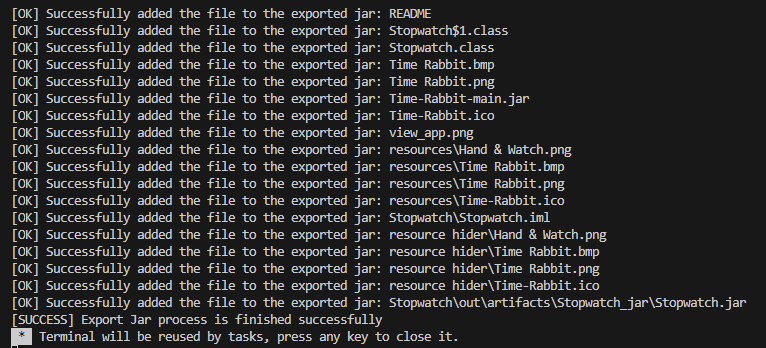 [OK] Successfully added the file to the exported jar: README
[OK] Successfully added the file to the exported jar: Stopwatch$1.class
[OK] Successfully added the file to the exported jar: Stopwatch.class
[OK] Successfully added the file to the exported jar: Time Rabbit.bmp
[OK] Successfully added the file to the exported jar: Time Rabbit.png
[OK] Successfully added the file to the exported jar: Time-Rabbit-main.jar
[OK] Successfully added the file to the exported jar: Time-Rabbit.ico
[OK] Successfully added the file to the exported jar: view_app.png
[OK] Successfully added the file to the exported jar: resources\Hand & Watch.png
[OK] Successfully added the file to the exported jar: resources\Time Rabbit.bmp
[OK] Successfully added the file to the exported jar: resources\Time Rabbit.png
[OK] Successfully added the file to the exported jar: resources\Time-Rabbit.ico
[OK] Successfully added the file to the exported jar: Stopwatch\Stopwatch.iml
[OK] Successfully added the file to the exported jar: resource hider\Hand & Watch.png
[OK] Successfully added the file to the exported jar: resource hider\Time Rabbit.bmp
[OK] Successfully added the file to the exported jar: resource hider\Time Rabbit.png
[OK] Successfully added the file to the exported jar: resource hider\Time-Rabbit.ico
[OK] Successfully added the file to the exported jar: Stopwatch\out\artifacts\Stopwatch_jar\Stopwatch.jar
[SUCCESS] Export Jar process is finished successfully
* Terminal will be reused by tasks, press any key to close it.